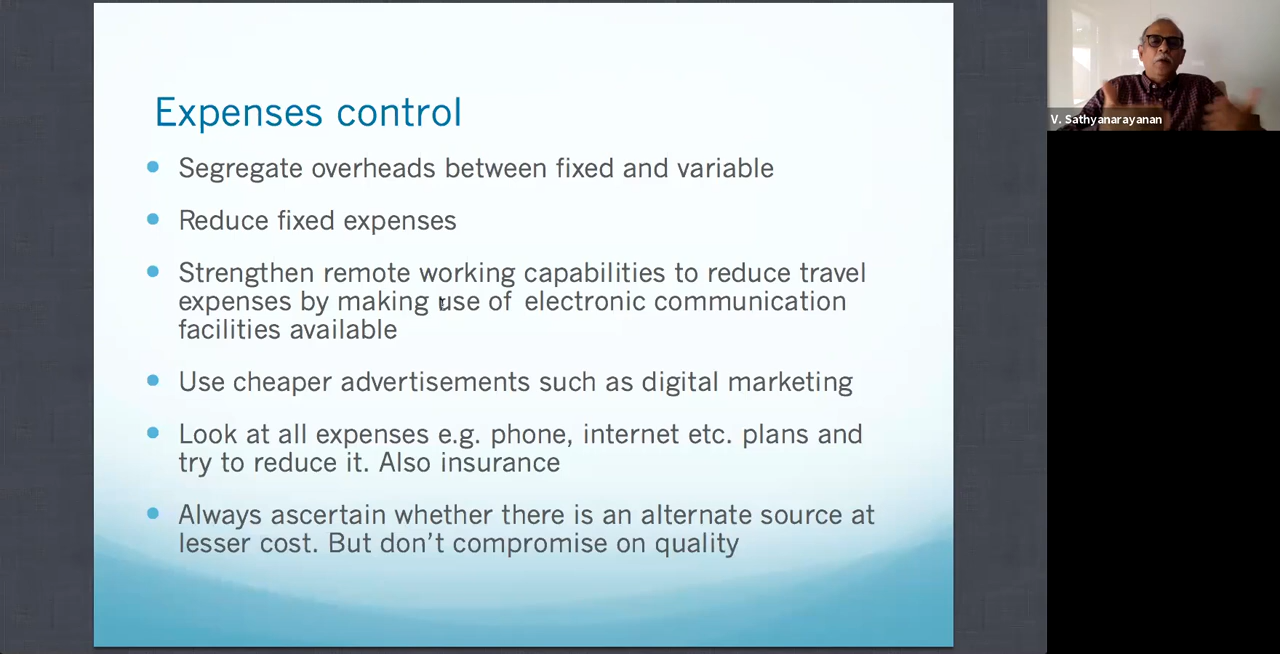 Expenses control
Segregate overheads between fixed and variable
Reduce fixed expenses
Strengthen remote working capabilities to reduce travel
expenses by making use of electronic communication
facilities available
Use cheaper advertisements such as digital marketing
Look at all expenses e.g. phone, internet etc. plans and
try to reduce it. Also insurance
Always ascertain whether there is an alternate source at
lesser cost. But don’t compromise on quality
V. Sathyanarayanan